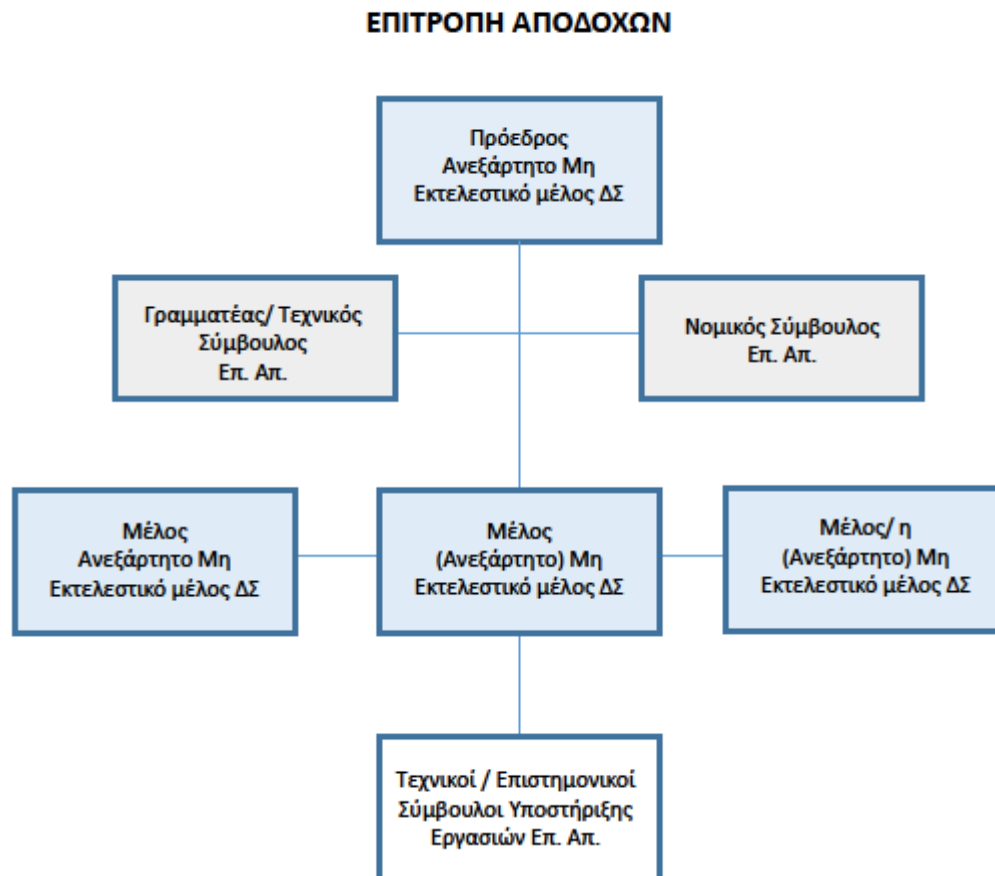 ΕΠΙΤΡΟΠΗ ΑΠΟΔΟΧΩΝ
Πρόεδρος
Ανεξάρτητο Μη
Εκτελεστικό μέλος ΔΣ
Γραμματέας/ Τεχνικός
Σύμβουλος
Επ. Απ.
Νομικός Σύμβουλος
Επ. Απ.
Μέλος
Ανεξάρτητο Μη
Εκτελεστικό μέλος ΔΣ
Μέλος
(Ανεξάρτητο) Μη
Εκτελεστικό μέλος ΔΣ
Μέλος/ η
(Ανεξάρτητο) Μη
Εκτελεστικό μέλος ΔΣ
Τεχνικοί / Επιστημονικοί
Σύμβουλοι Υποστήριξης
Εργασιών Επ. Απ.